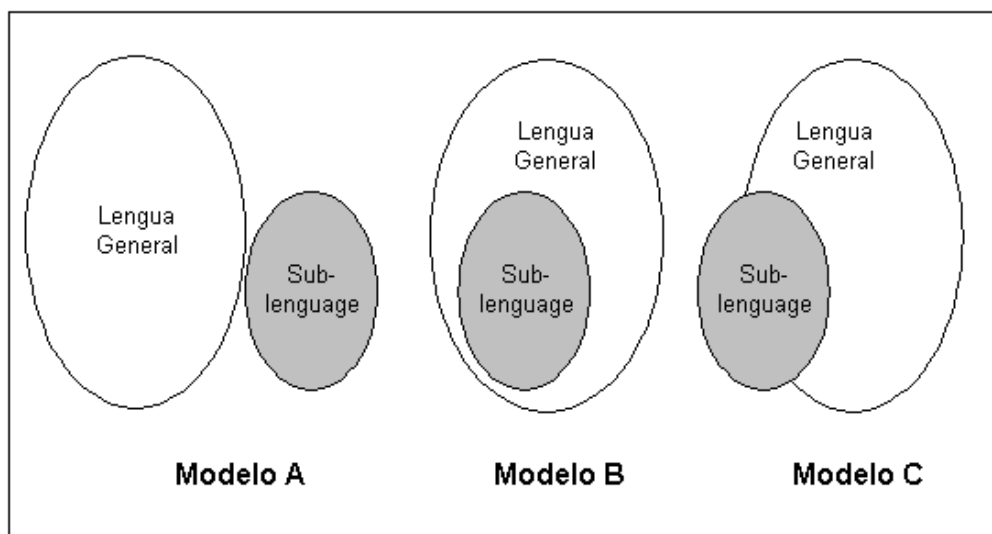 Lengua
General
Sub-
lenguage
Modelo A
Lengua
General
Sub-
lenguage
Modelo B
Lengua
General
Sub-
lenguage
Modelo C